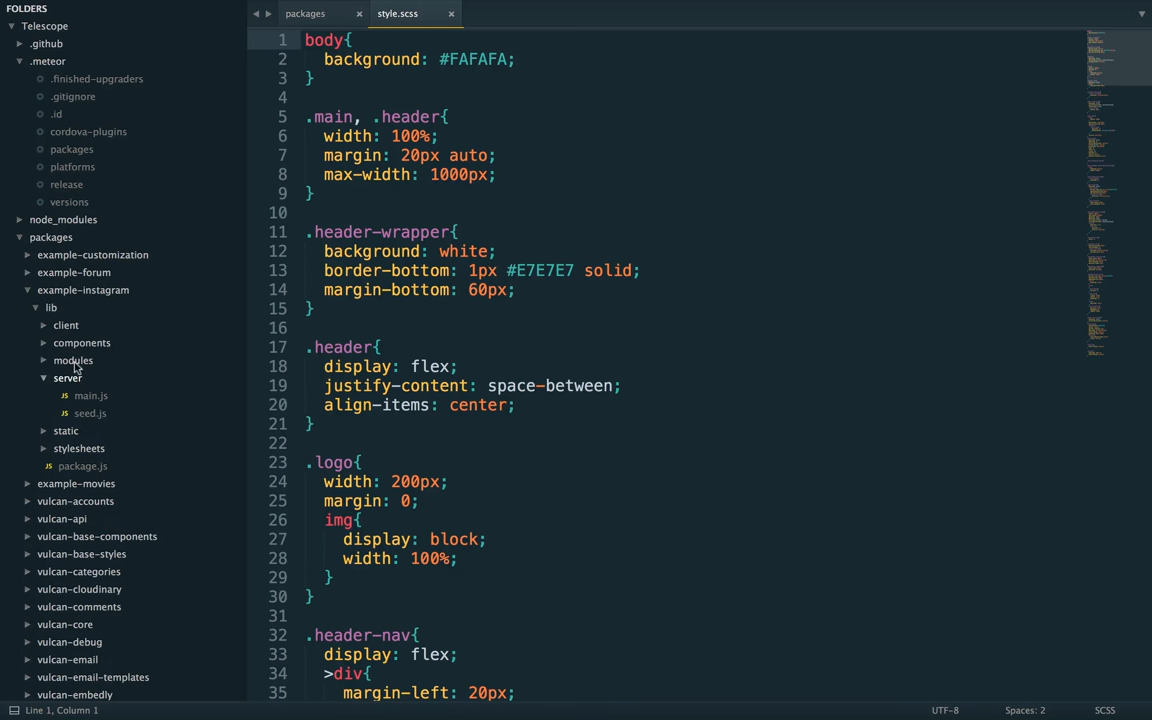 FOLDERS
Telescope
.github
.meteor
.finished-upgraders
.gitignore
.id
cordova-plugins
packages
platforms
release
versions
node_modules
packages
example-customization
example-forum
example-instagram
lib
client
components
modules
server
JS main.js
JS seed.js
static
stylesheets
JS package.js
example-movies
vulcan-accounts
vulcan-api
vulcan-base-components
vulcan-base-styles
vulcan-categories
vulcan-cloudinary
vulcan-comments
vulcan-core
vulcan-debug
vulcan-email
vulcan-email-templates
vulcan-embedly
packages × style.scss ×
1 body{
2 background: #FAFAFA;
3 }
4
5 .main, .header{
6 width: 100%;
7 margin: 20px auto;
8 max-width: 1000px;
9 }
10
11 .header-wrapper{
12 background: white;
13 border-bottom: 1px #E7E7E7 solid;
14 margin-bottom: 60px;
15 }
16
17 .header{
18 display: flex;
19 justify-content: space-between;
20 align-items: center;
21 }
22
23 .logo{
24 width: 200px;
25 margin: 0;
26 img{
27 display: block;
28 width: 100%;
29 }
30 }
31
32 .header-nav{
33 display: flex;
34 >div{
35 margin-left: 20px;
Line 1, Column 1 UTF-8 Spaces: 2 SCSS